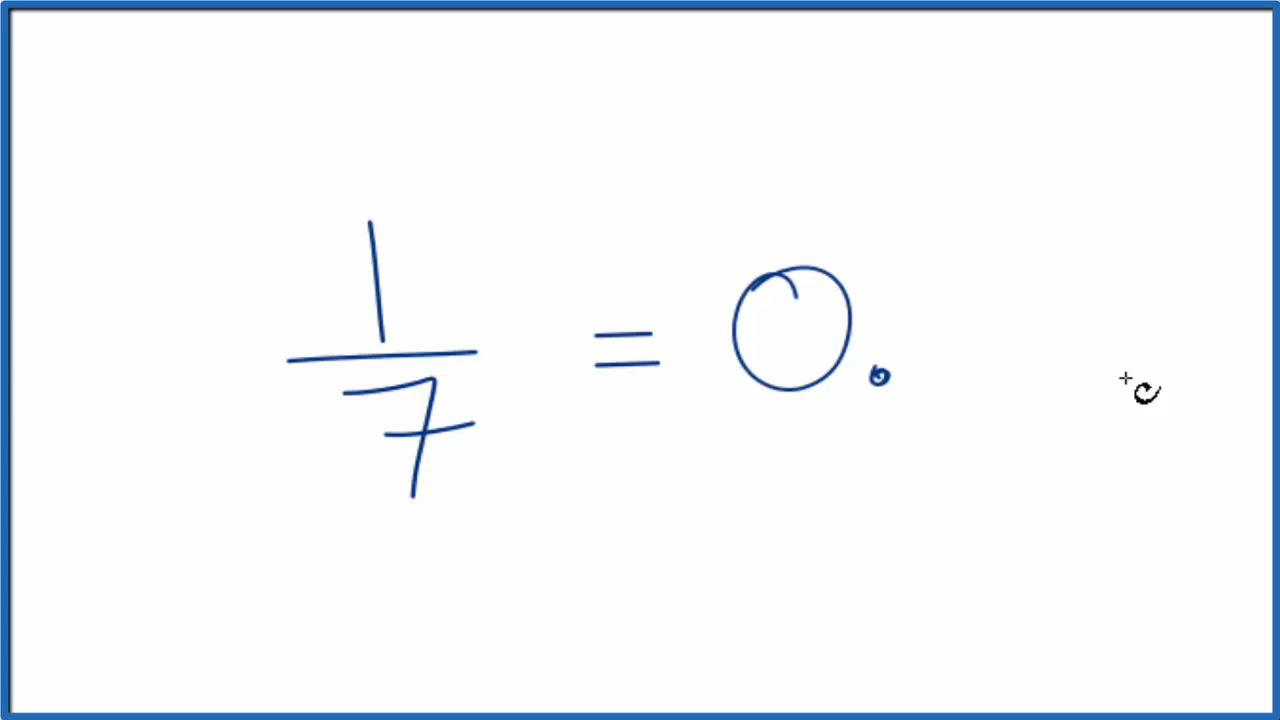 1/7 = 0.